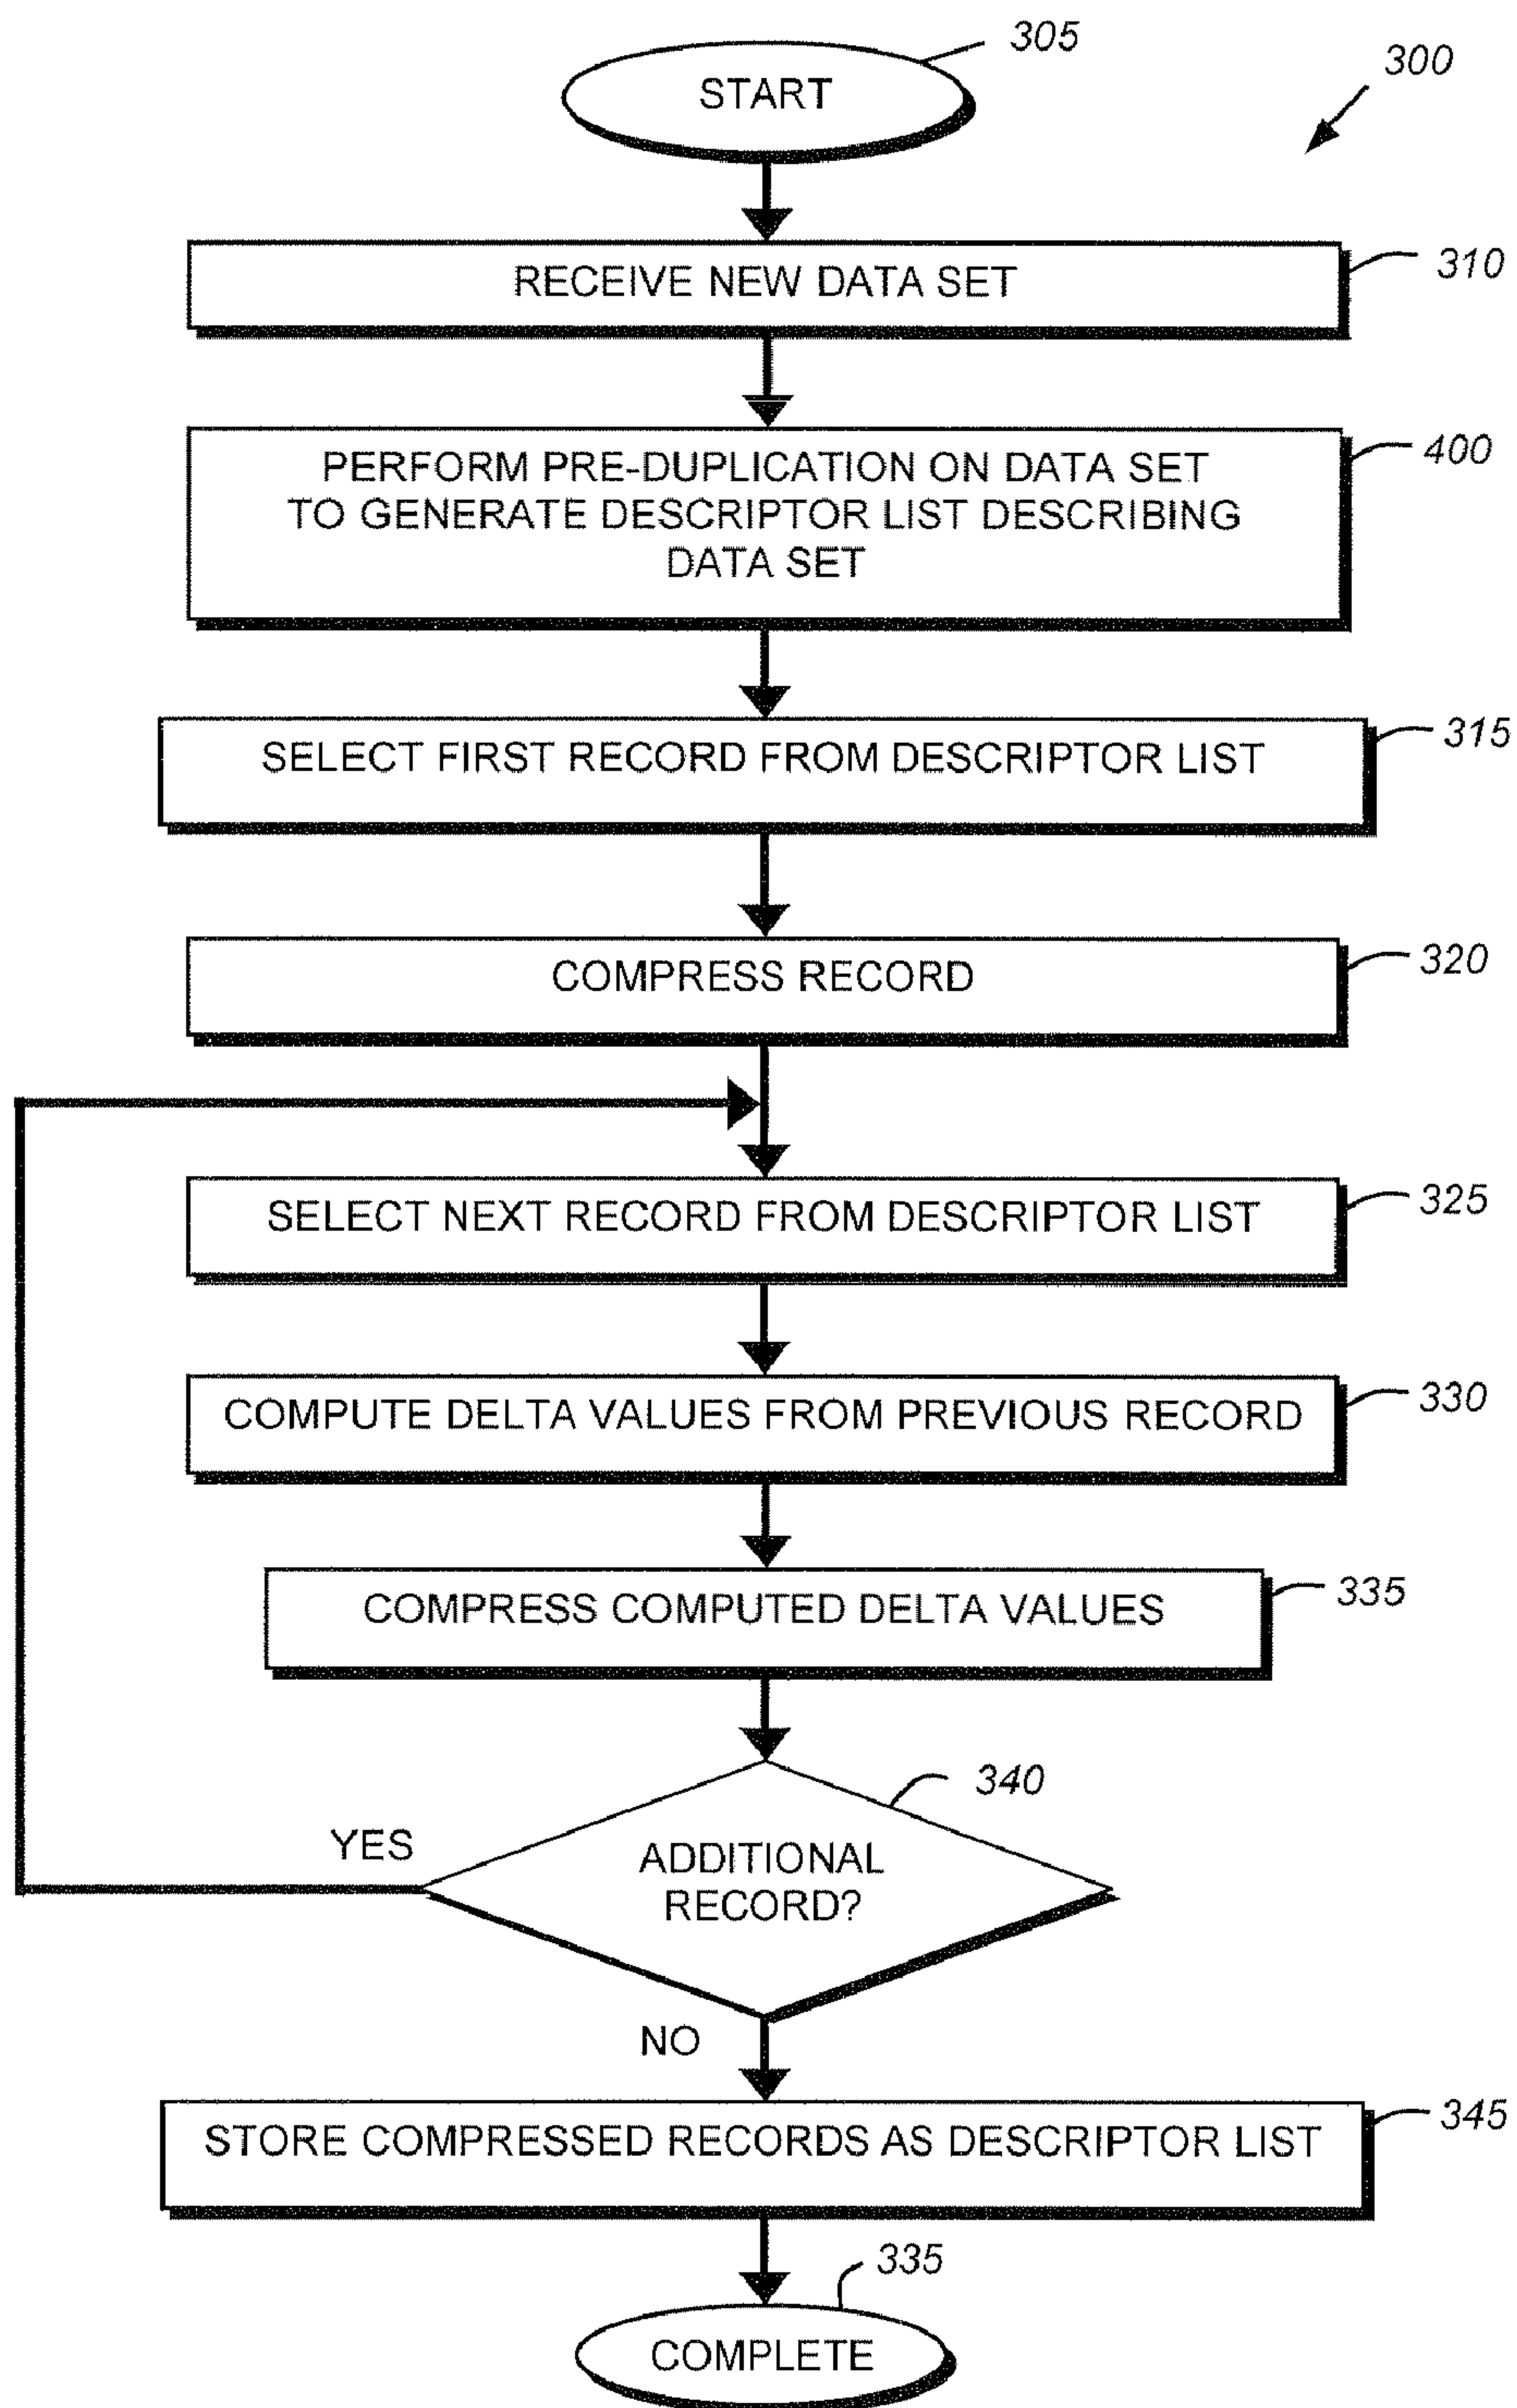 305
300
START
RECEIVE NEW DATA SET
310
PERFORM PRE-DUPLICATION ON DATA SET
TO GENERATE DESCRIPTOR LIST DESCRIBING
DATA SET
400
SELECT FIRST RECORD FROM DESCRIPTOR LIST
315
COMPRESS RECORD
320
SELECT NEXT RECORD FROM DESCRIPTOR LIST
325
COMPUTE DELTA VALUES FROM PREVIOUS RECORD
330
COMPRESS COMPUTED DELTA VALUES
335
340
YES
ADDITIONAL
RECORD?
NO
STORE COMPRESSED RECORDS AS DESCRIPTOR LIST
345
335
COMPLETE